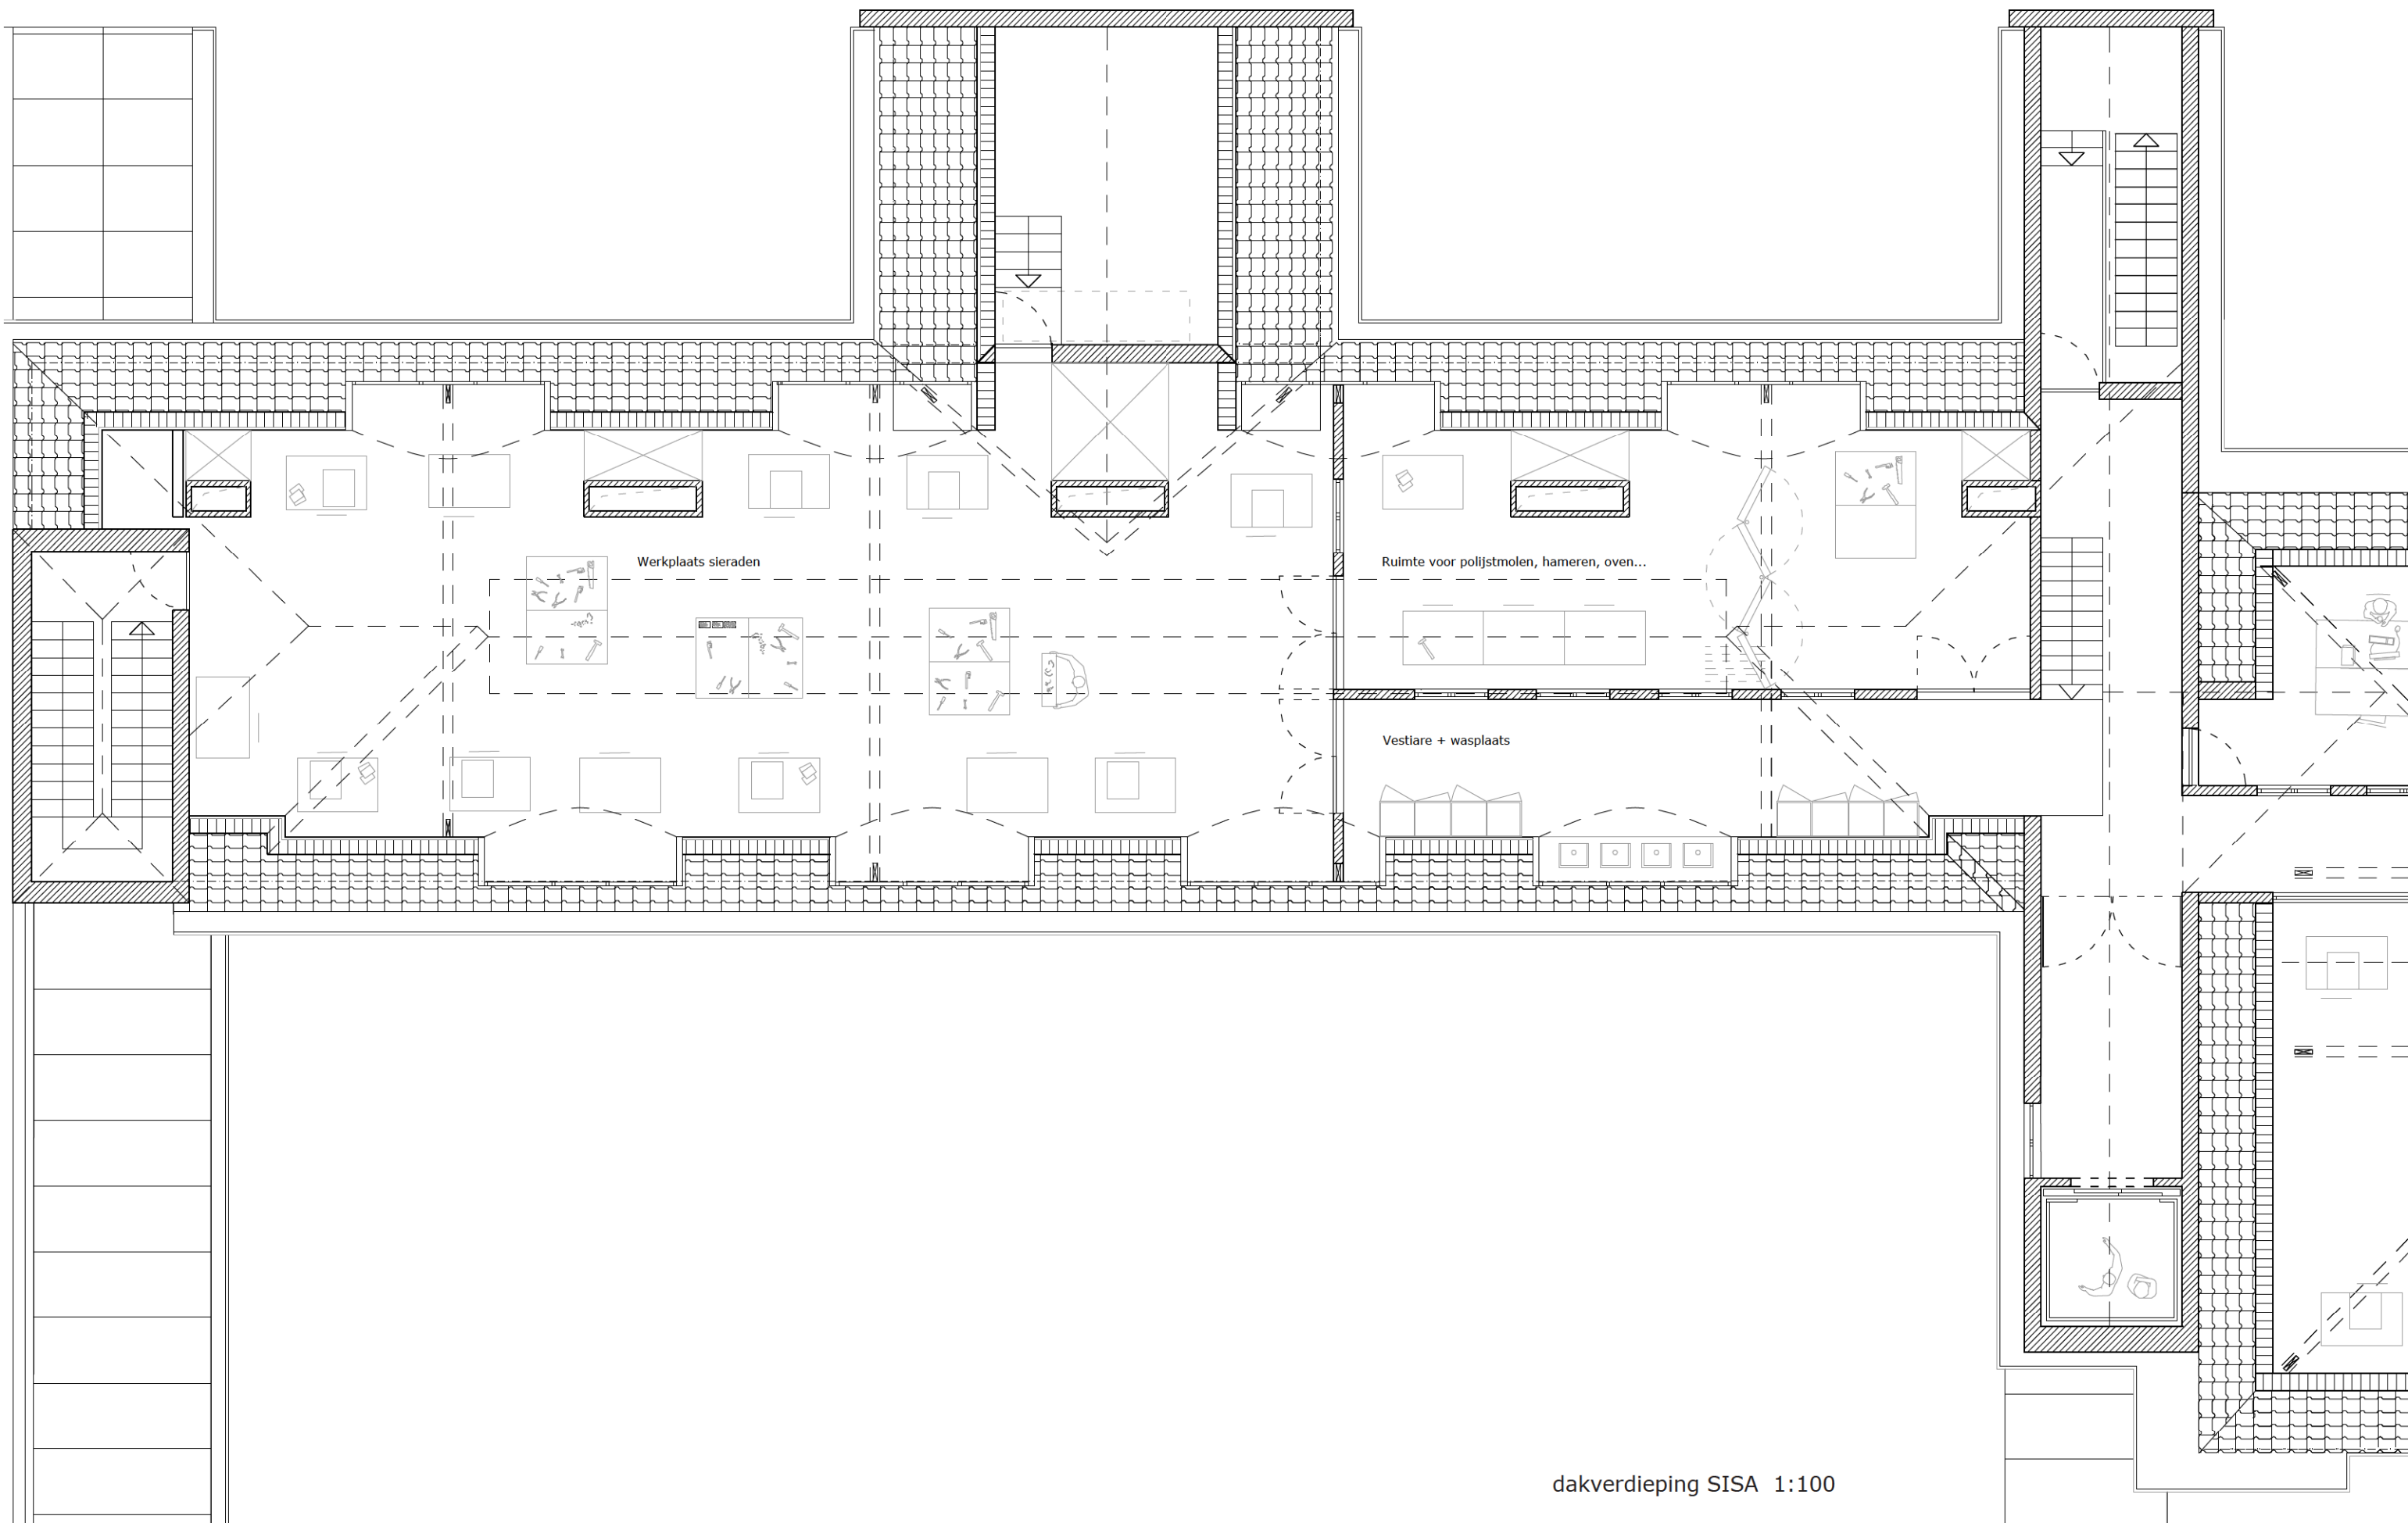 Werkplaats sieraden
Ruimte voor polijstmolen, hameren, oven...
Vestiare + wasplaats
dakverdieping SISA 1:100